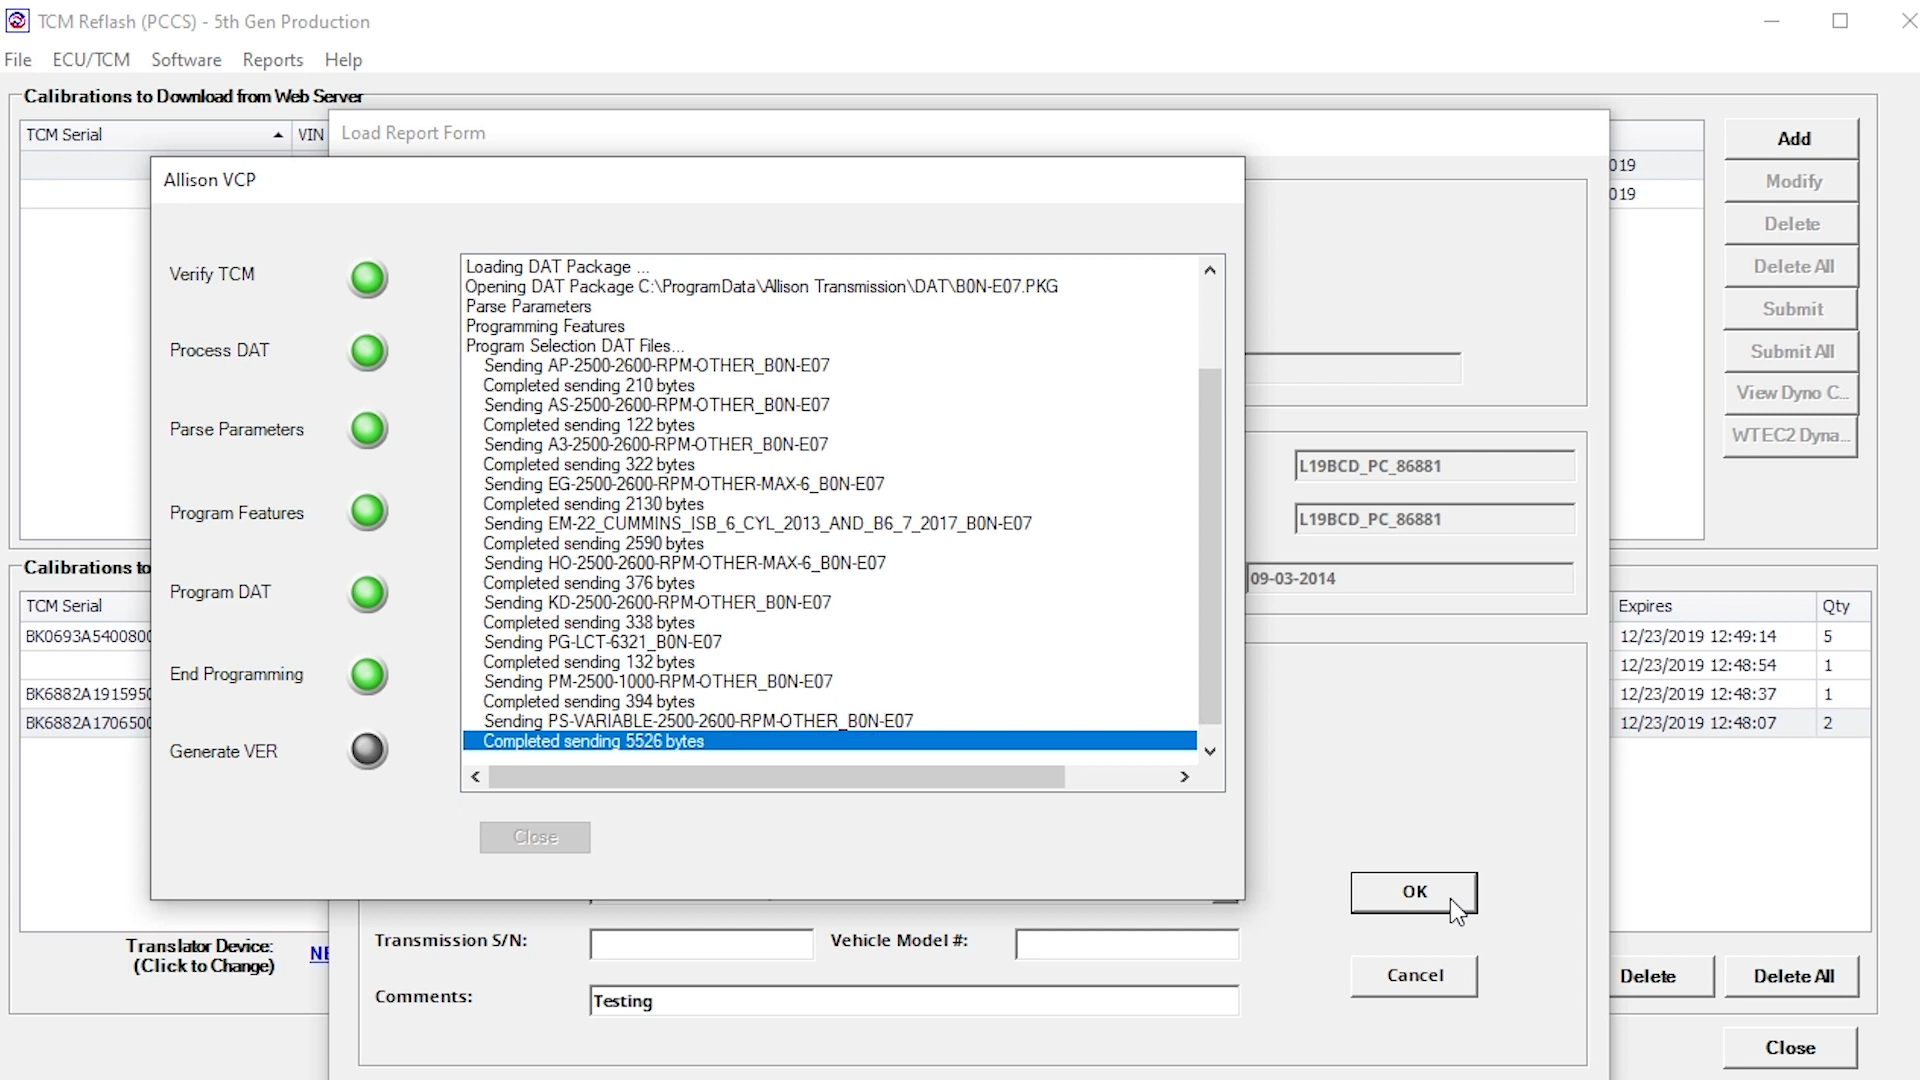 TCM Reflash (PCCS) - 5th Gen Production
File ECU/TCM Software Reports Help
Calibrations to Download from Web Server
TCM Serial VIN
Load Report Form
019
019
Add
Modify
Delete
Delete All
Submit
Submit All
View Dyno C...
WTEC2 Dyna...
Allison VCP
Verify TCM
Process DAT
Parse Parameters
Program Features
Program DAT
End Programming
Generate VER
Loading DAT Package ...
Opening DAT Package C:\ProgramData\Allison Transmission\DAT\B0N-E07.PKG
Parse Parameters
Programming Features
Program Selection DAT Files...
Sending AP-2500-2600-RPM-OTHER_B0N-E07
Completed sending 210 bytes
Sending AS-2500-2600-RPM-OTHER_B0N-E07
Completed sending 122 bytes
Sending A3-2500-2600-RPM-OTHER_B0N-E07
Completed sending 322 bytes
Sending EG-2500-2600-RPM-OTHER-MAX-6_B0N-E07
Completed sending 2130 bytes
Sending EM-22_CUMMINS_ISB_6_CYL_2013_AND_B6_7_2017_B0N-E07
Completed sending 2590 bytes
Sending HO-2500-2600-RPM-OTHER-MAX-6_B0N-E07
Completed sending 376 bytes
Sending KD-2500-2600-RPM-OTHER_B0N-E07
Completed sending 338 bytes
Sending PG-LCT-6321_B0N-E07
Completed sending 132 bytes
Sending PM-2500-1000-RPM-OTHER_B0N-E07
Completed sending 394 bytes
Sending PS-VARIABLE-2500-2600-RPM-OTHER_B0N-E07
Completed sending 5526 bytes
Close
L19BCD_PC_86881
L19BCD_PC_86881
09-03-2014
OK
Cancel
Calibrations to
TCM Serial
BK0693A5400800
BK6882A1915950
BK6882A1706500
Expires Qty
12/23/2019 12:49:14 5
12/23/2019 12:48:54 1
12/23/2019 12:48:37 1
12/23/2019 12:48:07 2
Translator Device:
(Click to Change)
NE
Transmission S/N: Vehicle Model #:
Comments: Testing
Delete Delete All
Close